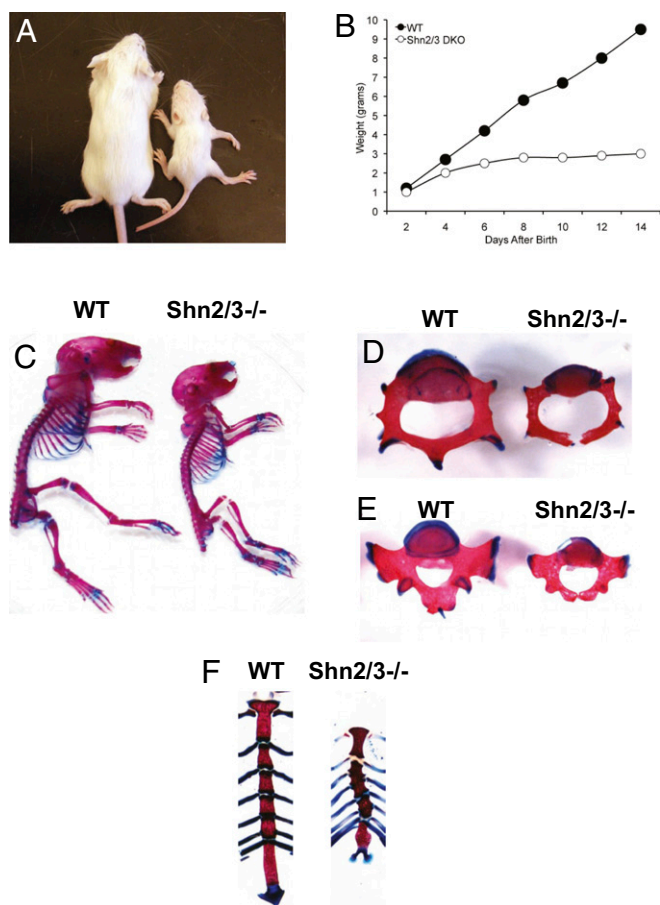 A
B
WT
Shn2/3 DKO
10
9
8
7
6
5
4
3
2
1
0
Weight (grams)
2 4 6 8 10 12 14
Days After Birth
WT Shn2/3-/-
C
WT Shn2/3-/-
D
WT Shn2/3-/-
E
F WT Shn2/3-/-